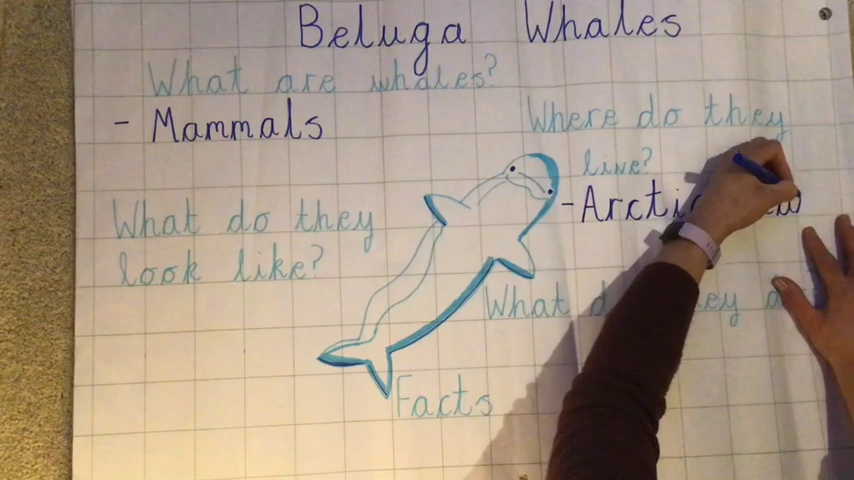 Beluga Whales
What are whales?
- Mammals
Where do they
live?
- Arctic
What do they
look like?
What
Facts